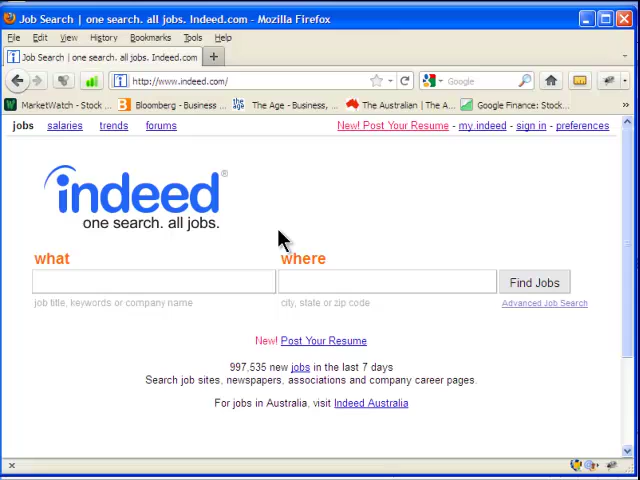 Job Search | one search. all jobs. Indeed.com - Mozilla Firefox
File Edit View History Bookmarks Tools Help
Job Search | one search. all jobs. Indeed.com
http://www.indeed.com/
Google
MarketWatch - Stock ... Bloomberg - Business ... The Age - Business, ... The Australian | The A... Google Finance: Stock...
jobs salaries trends forums New! Post Your Resume - my.indeed - sign in - preferences
indeed®
one search. all jobs.
what where
Find Jobs
job title, keywords or company name city, state or zip code Advanced Job Search
New! Post Your Resume
997,535 new jobs in the last 7 days
Search job sites, newspapers, associations and company career pages.
For jobs in Australia, visit Indeed Australia